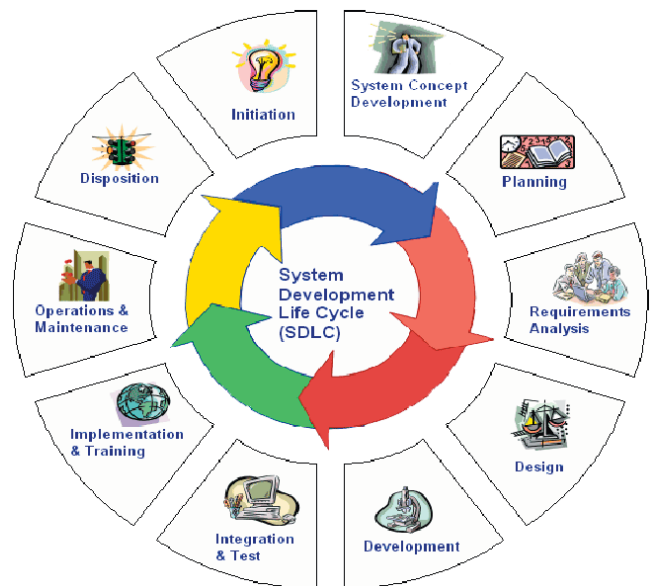 Initiation
System Concept
Development
Planning
Requirements
Analysis
Design
Development
Integration
& Test
Implementation
& Training
Operations &
Maintenance
Disposition
System
Development
Life Cycle
(SDLC)